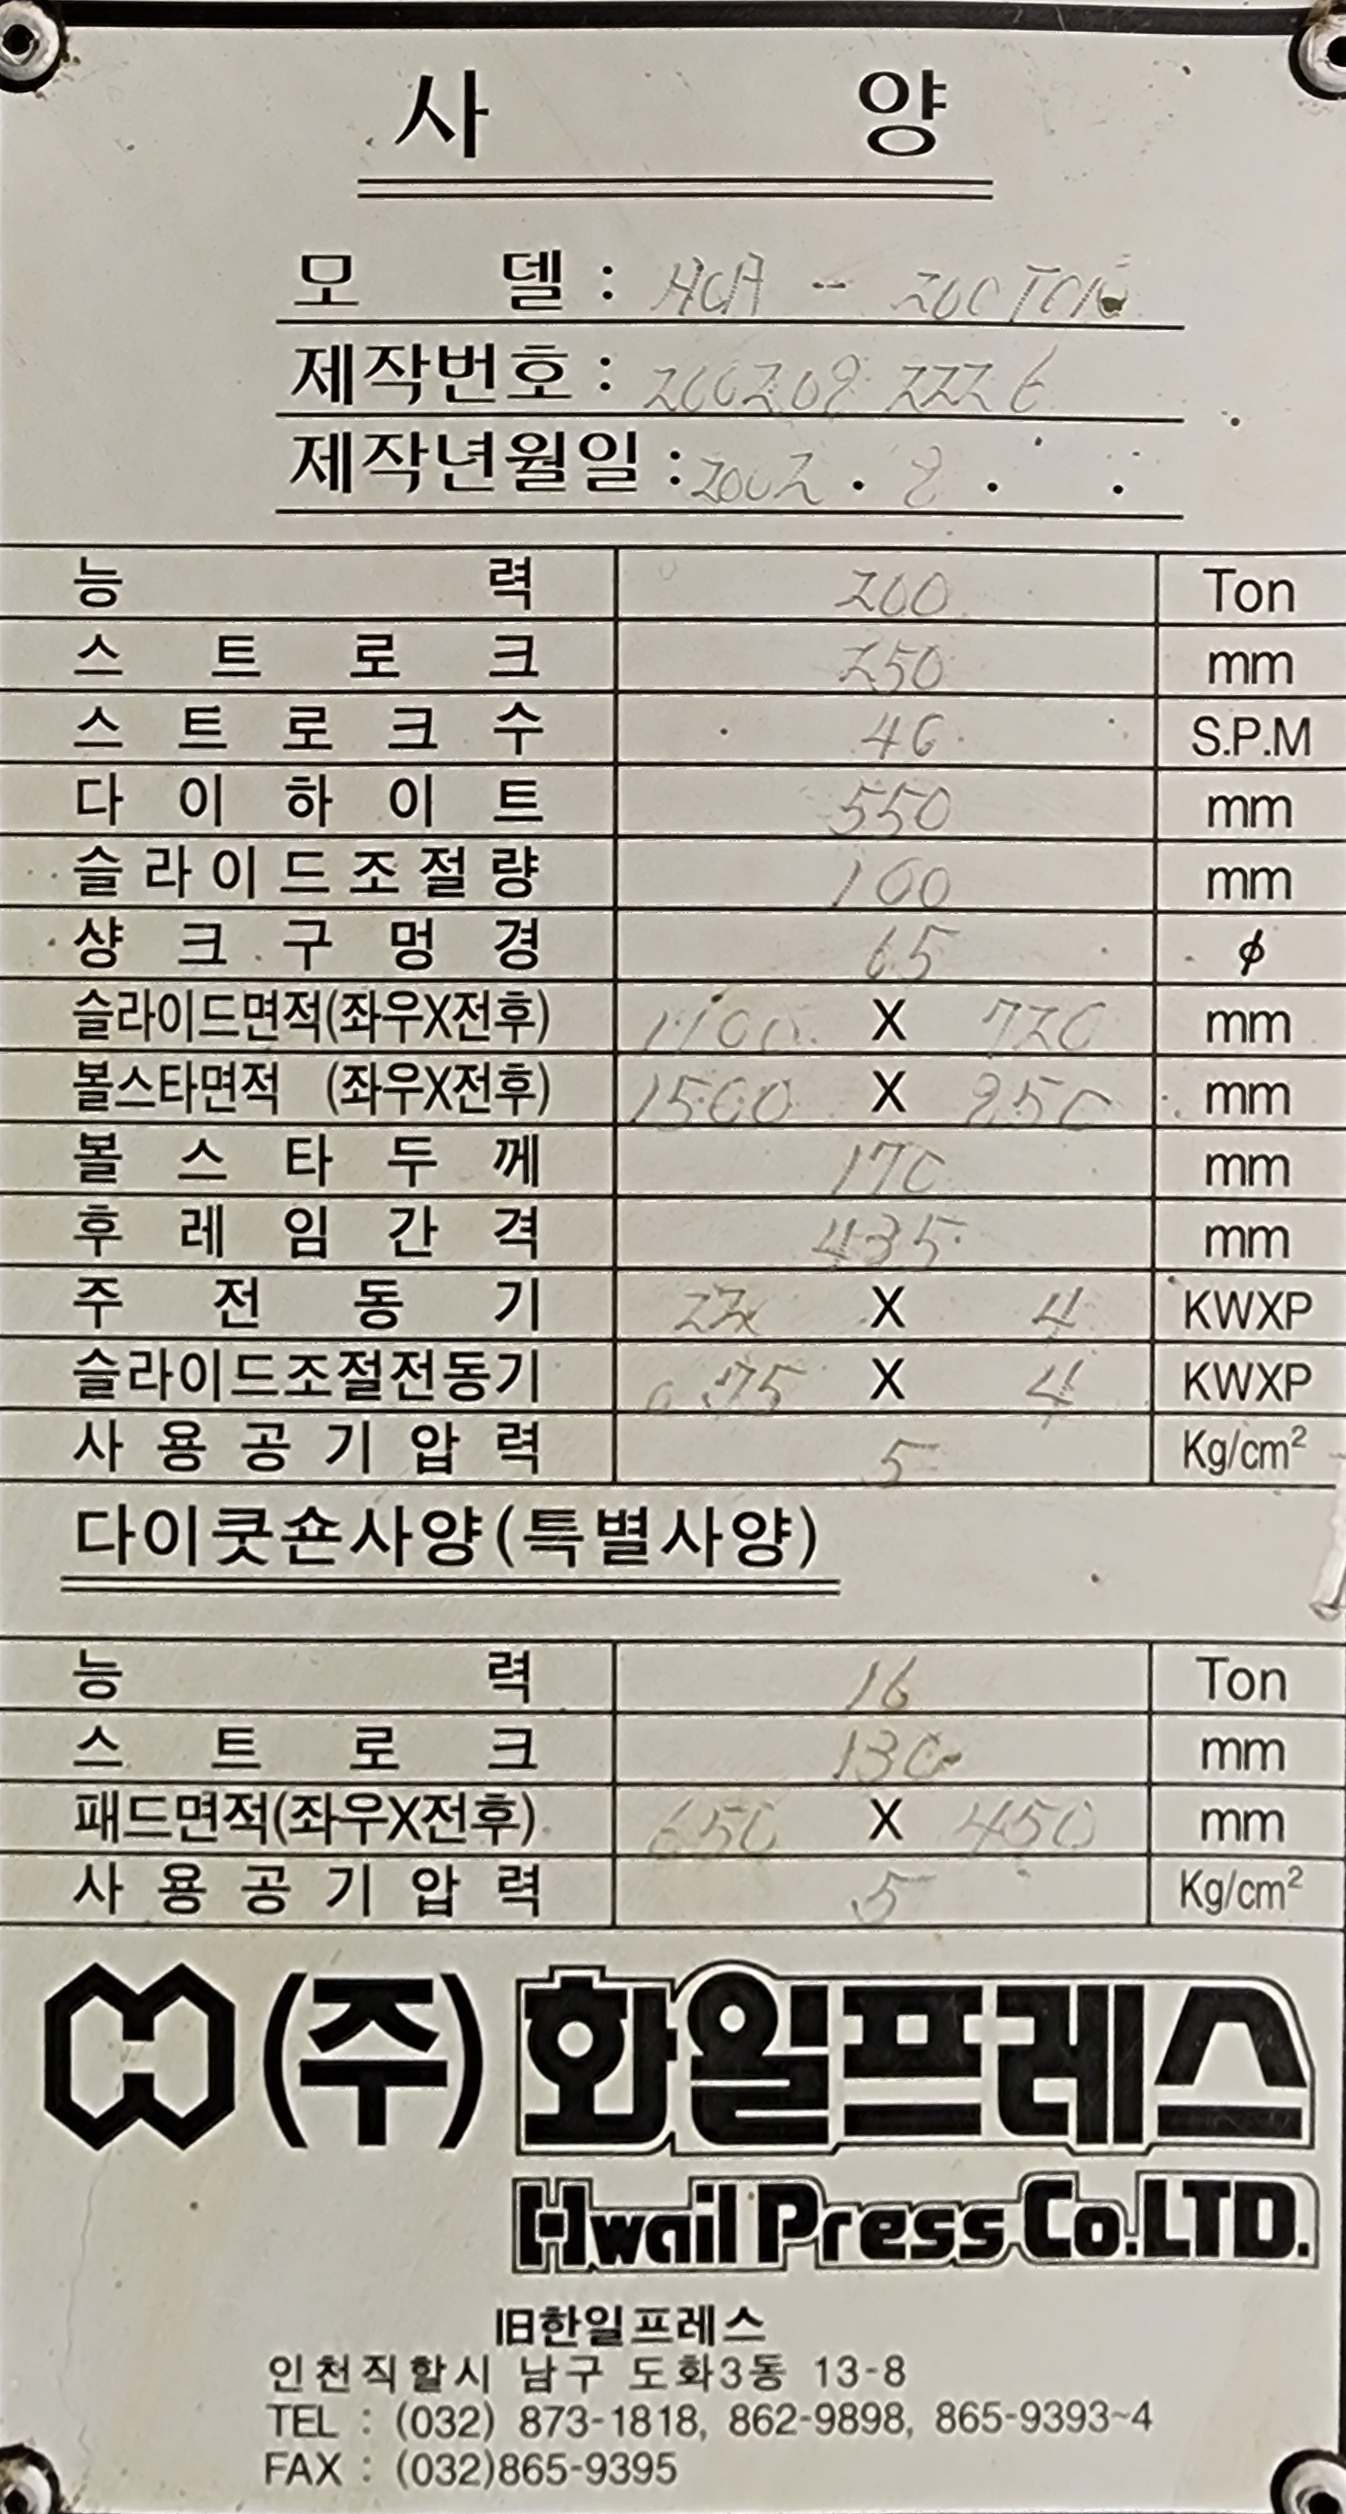 사 양
모 델 : HCA - 200TON
제작번호 : 200208 2226
제작년월일 : 2002 . 8 . .
능 력 200 Ton
스 트 로 크 250 mm
스 트 로 크 수 40 S.P.M
다 이 하 이 트 550 mm
슬 라 이 드 조 절 량 100 mm
샹 크 구 멍 경 65 ϕ
슬라이드면적(좌우X전후) 1100 X 720 mm
볼스타면적 (좌우X전후) 1500 X 850 mm
볼 스 타 두 께 170 mm
후 레 임 간 격 435 mm
주 전 동 기 22 X 4 KWXP
슬라이드조절전동기 0.75 X 4 KWXP
사 용 공 기 압 력 5 Kg/cm²
다이쿳숀사양(특별사양)
능 력 16 Ton
스 트 로 크 130 mm
패드면적(좌우X전후) 650 X 450 mm
사 용 공 기 압 력 5 Kg/cm²
(주) 화일프레스
Hwail Press Co.LTD.
旧한일프레스
인천직할시 남구 도화3동 13-8
TEL : (032) 873-1818, 862-9898, 865-9393~4
FAX : (032)865-9395